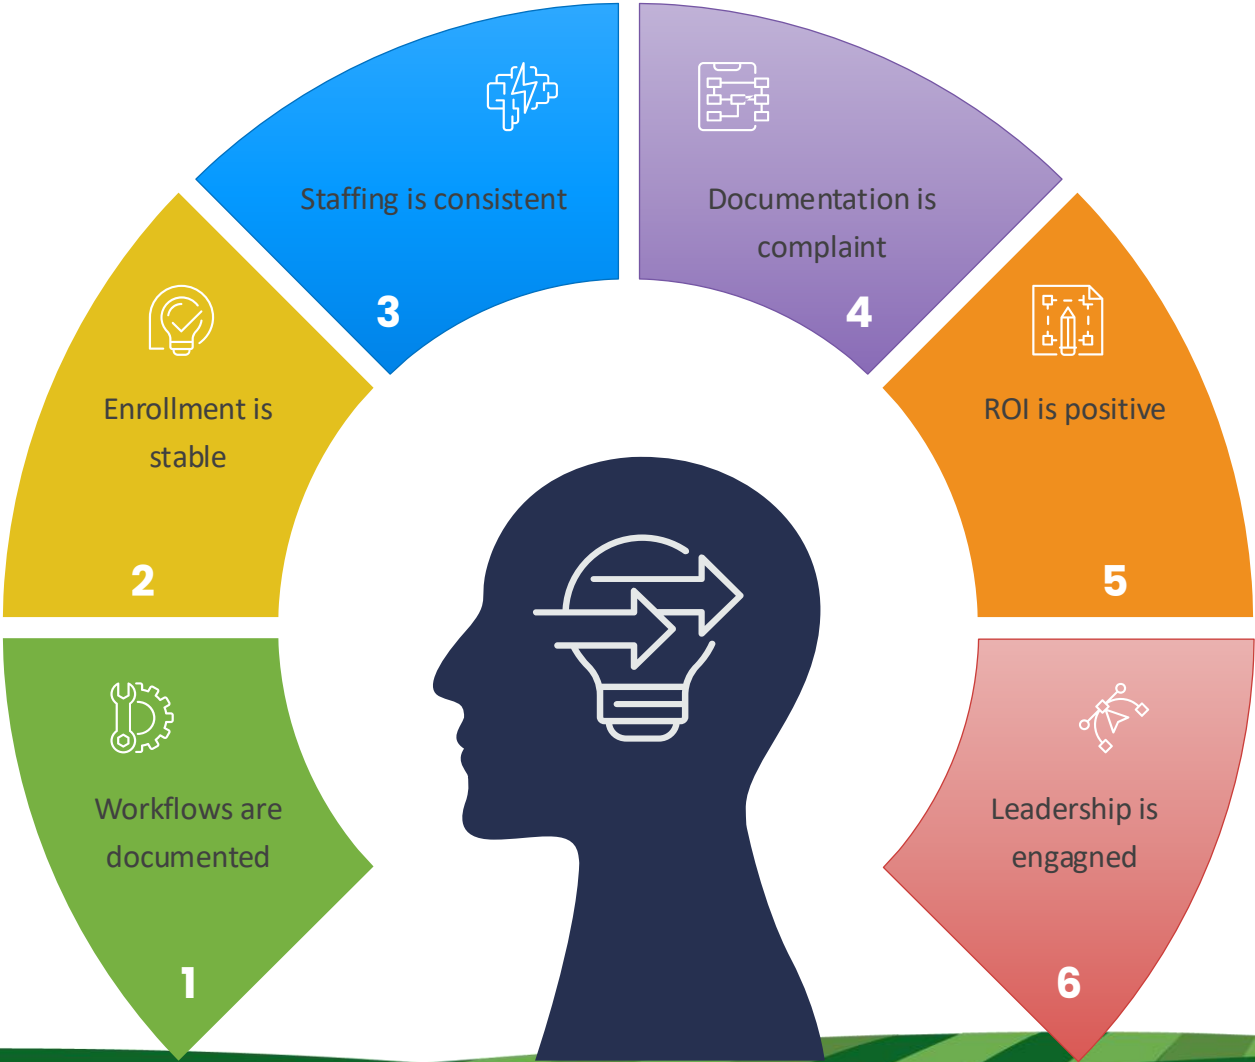 Workflows are
documented
1
Enrollment is
stable
2
Staffing is consistent
3
Documentation is
complaint
4
ROI is positive
5
Leadership is
engagned
6